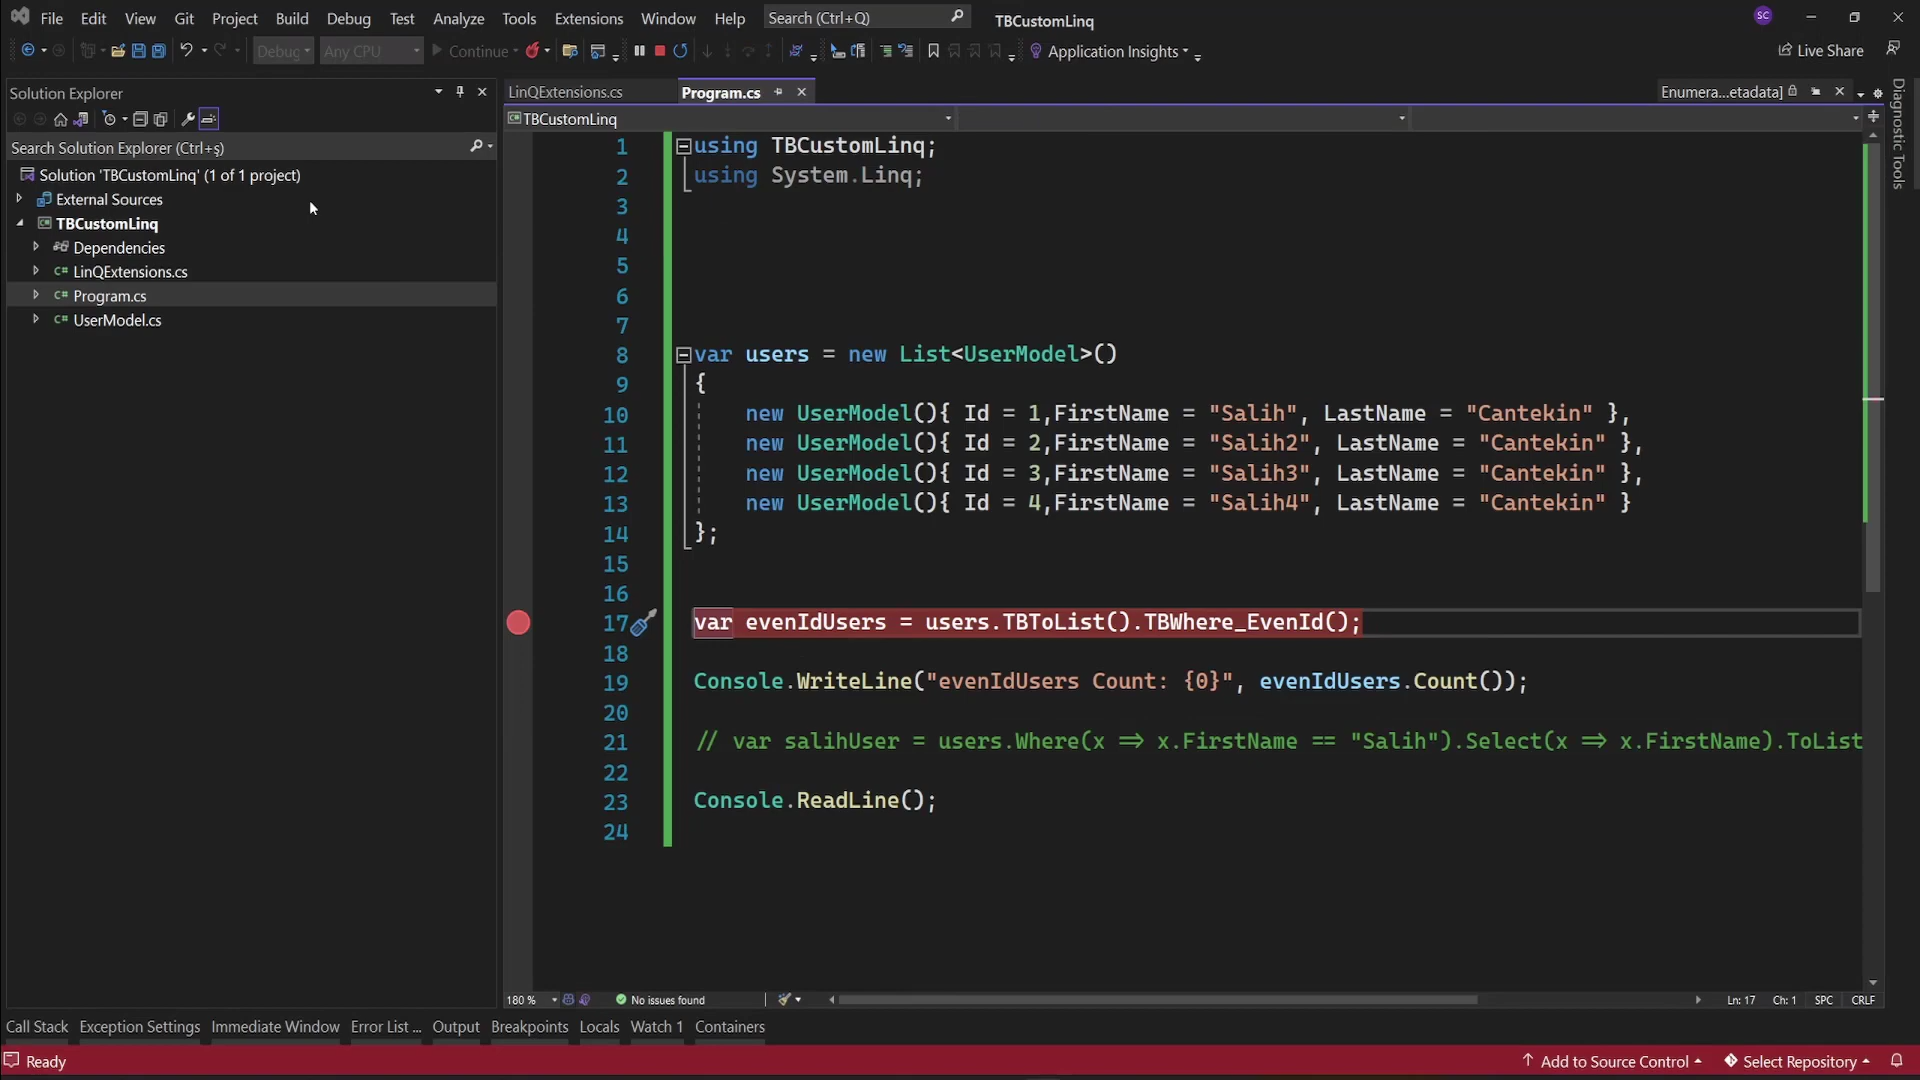 File Edit View Git Project Build Debug Test Analyze Tools Extensions Window Help Search (Ctrl+Q) TBCustomLinq SC
Debug Any CPU Continue Application Insights Live Share
Solution Explorer
Search Solution Explorer (Ctrl+ş)
Solution 'TBCustomLinq' (1 of 1 project)
External Sources
TBCustomLinq
Dependencies
C# LinQExtensions.cs
C# Program.cs
C# UserModel.cs
LinQExtensions.cs Program.cs Enumera...etadata]
TBCustomLinq
Diagnostic Tools
1 using TBCustomLinq;
2 using System.Linq;
3
4
5
6
7
8 var users = new List<UserModel>()
9 {
10 new UserModel(){ Id = 1,FirstName = "Salih", LastName = "Cantekin" },
11 new UserModel(){ Id = 2,FirstName = "Salih2", LastName = "Cantekin" },
12 new UserModel(){ Id = 3,FirstName = "Salih3", LastName = "Cantekin" },
13 new UserModel(){ Id = 4,FirstName = "Salih4", LastName = "Cantekin" }
14 };
15
16
17 var evenIdUsers = users.TBToList().TBWhere_EvenId();
18
19 Console.WriteLine("evenIdUsers Count: {0}", evenIdUsers.Count());
20
21 // var salihUser = users.Where(x => x.FirstName == "Salih").Select(x => x.FirstName).ToList
22
23 Console.ReadLine();
24
180 % No issues found Ln: 17 Ch: 1 SPC CRLF
Call Stack Exception Settings Immediate Window Error List ... Output Breakpoints Locals Watch 1 Containers
Ready Add to Source Control Select Repository